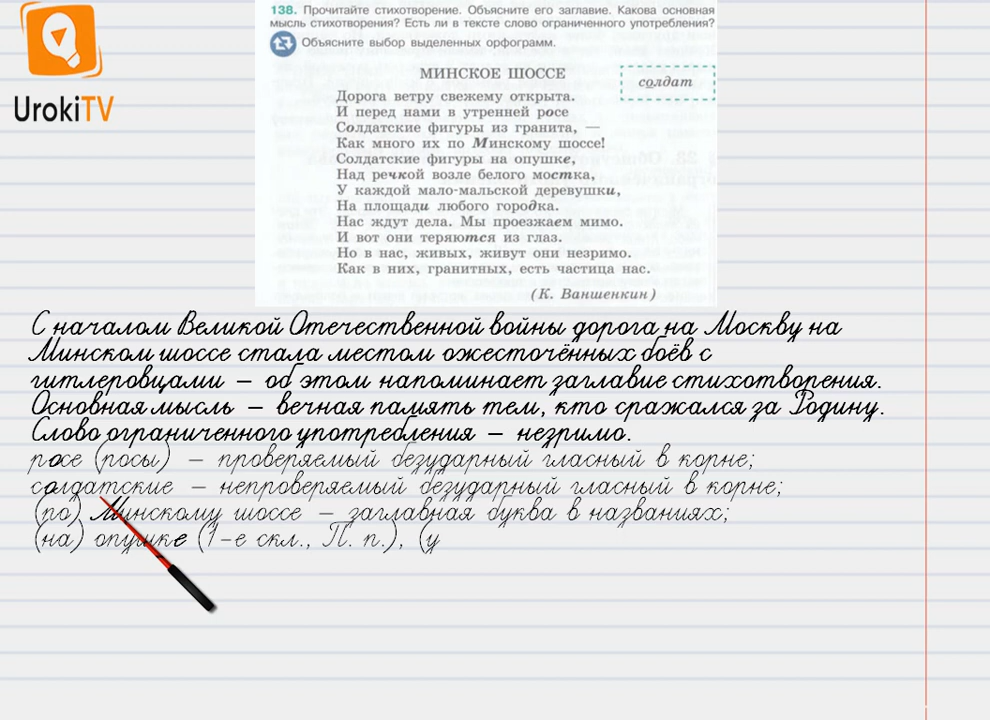 138. Прочитайте стихотворение. Объясните его заглавие. Какова основная
мысль стихотворения? Есть ли в тексте слово ограниченного употребления?
Объясните выбор выделенных орфограмм.
UrokiTV
МИНСКОЕ ШОССЕ
солдат
Дорога ветру свежему открыта.
И перед нами в утренней росе
Солдатские фигуры из гранита, —
Как много их по Минскому шоссе!
Солдатские фигуры на опушке,
Над речкой возле белого мостка,
У каждой мало-мальской деревушки,
На площади любого городка.
Нас ждут дела. Мы проезжаем мимо.
И вот они теряются из глаз.
Но в нас, живых, живут они незримо.
Как в них, гранитных, есть частица нас.
(К. Ваншенкин)
С началом Великой Отечественной войны дорога на Москву на
Минском шоссе стала местом ожесточённых боёв с
гитлеровцами – об этом напоминает заглавие стихотворения.
Основная мысль – вечная память тем, кто сражался за Родину.
Слово ограниченного употребления – незримо.
росе (росы) – проверяемый безударный гласный в корне;
солдатские – непроверяемый безударный гласный в корне;
(по) Минскому шоссе – заглавная буква в названиях;
(на) опушке (1-е скл., П. п.), (у